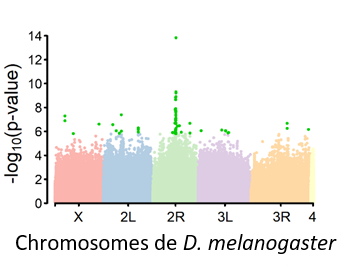 14
12
10
8
6
4
2
0
-log10(p-value)
X 2L 2R 3L 3R 4
Chromosomes de D. melanogaster